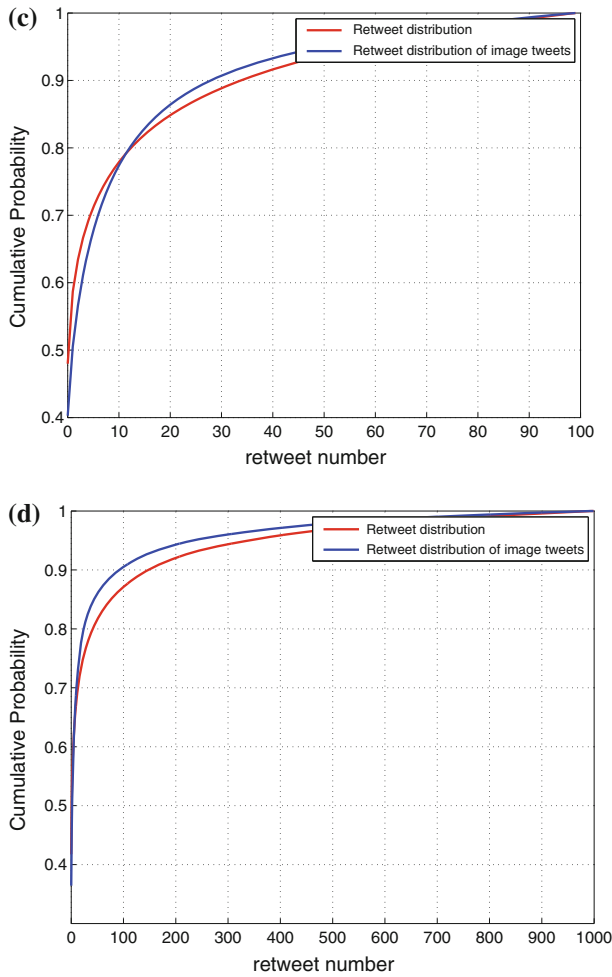 (c)
1
0.9
0.8
0.7
0.6
0.5
0.4
Cumulative Probability
Retweet distribution
Retweet distribution of image tweets
0 10 20 30 40 50 60 70 80 90 100
retweet number
(d)
1
0.9
0.8
0.7
0.6
0.5
0.4
Cumulative Probability
Retweet distribution
Retweet distribution of image tweets
0 100 200 300 400 500 600 700 800 900 1000
retweet number